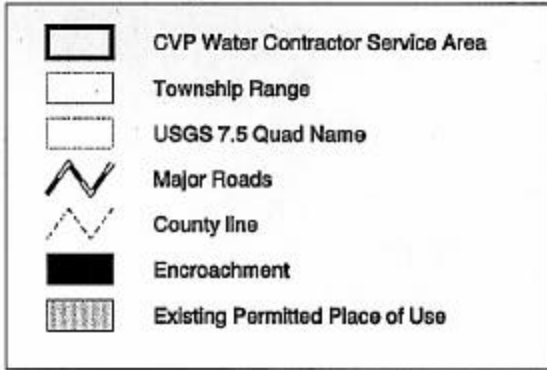 CVP Water Contractor Service Area
Township Range
USGS 7.5 Quad Name
Major Roads
County line
Encroachment
Existing Permitted Place of Use